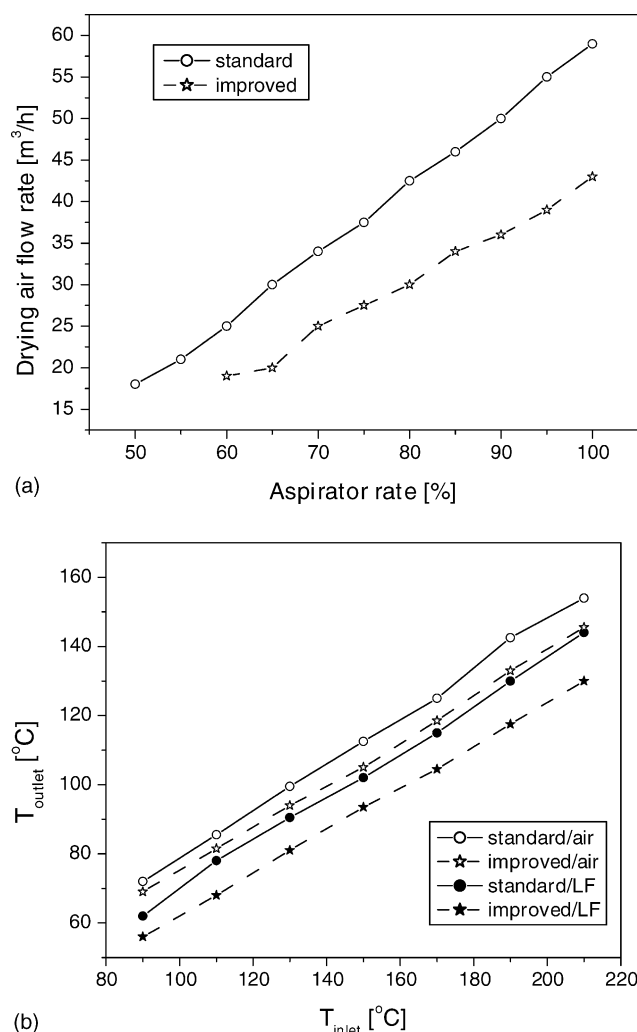 60
55
50
45
40
35
30
25
20
15
Drying air flow rate [m³/h]
standard
improved
50 60 70 80 90 100
Aspirator rate [%]
(a)
160
140
120
100
80
60
T outlet [°C]
standard/air
improved/air
standard/LF
improved/LF
80 100 120 140 160 180 200 220
T inlet [°C]
(b)